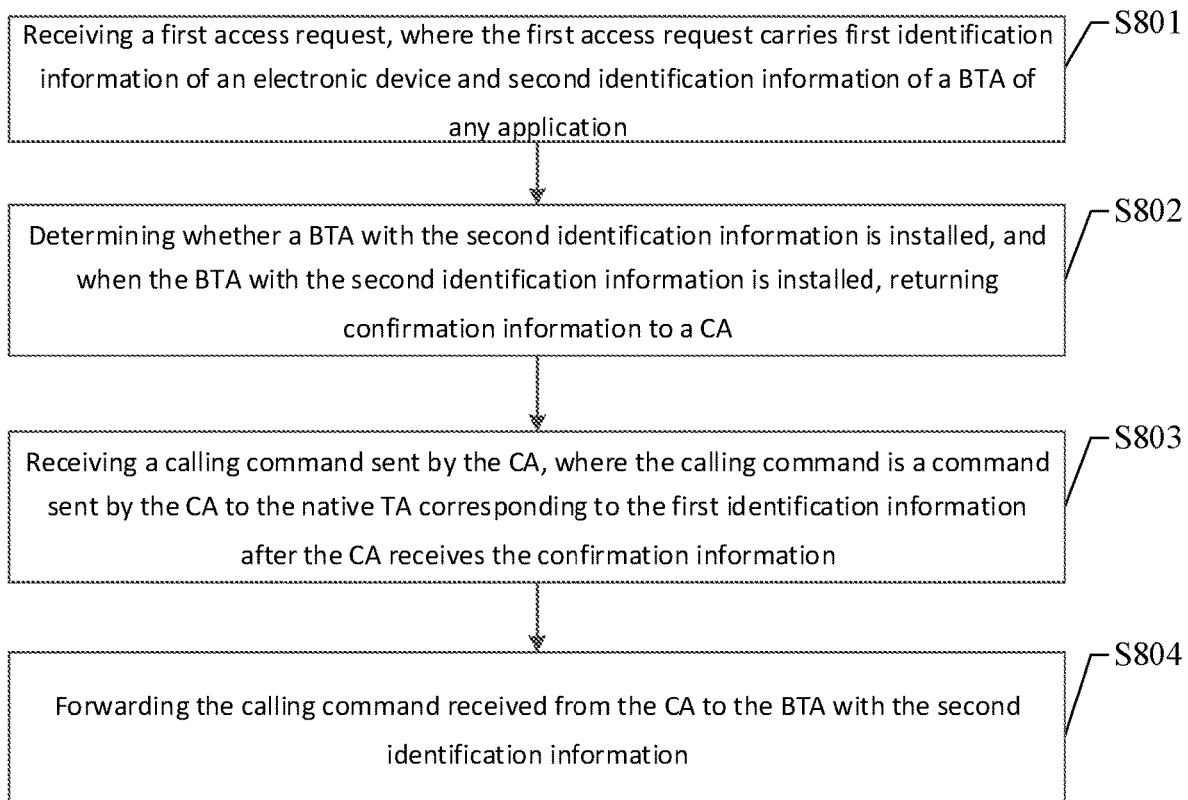 S801
Receiving a first access request, where the first access request carries first identification
information of an electronic device and second identification information of a BTA of
any application
S802
Determining whether a BTA with the second identification information is installed, and
when the BTA with the second identification information is installed, returning
confirmation information to a CA
S803
Receiving a calling command sent by the CA, where the calling command is a command
sent by the CA to the native TA corresponding to the first identification information
after the CA receives the confirmation information
S804
Forwarding the calling command received from the CA to the BTA with the second
identification information